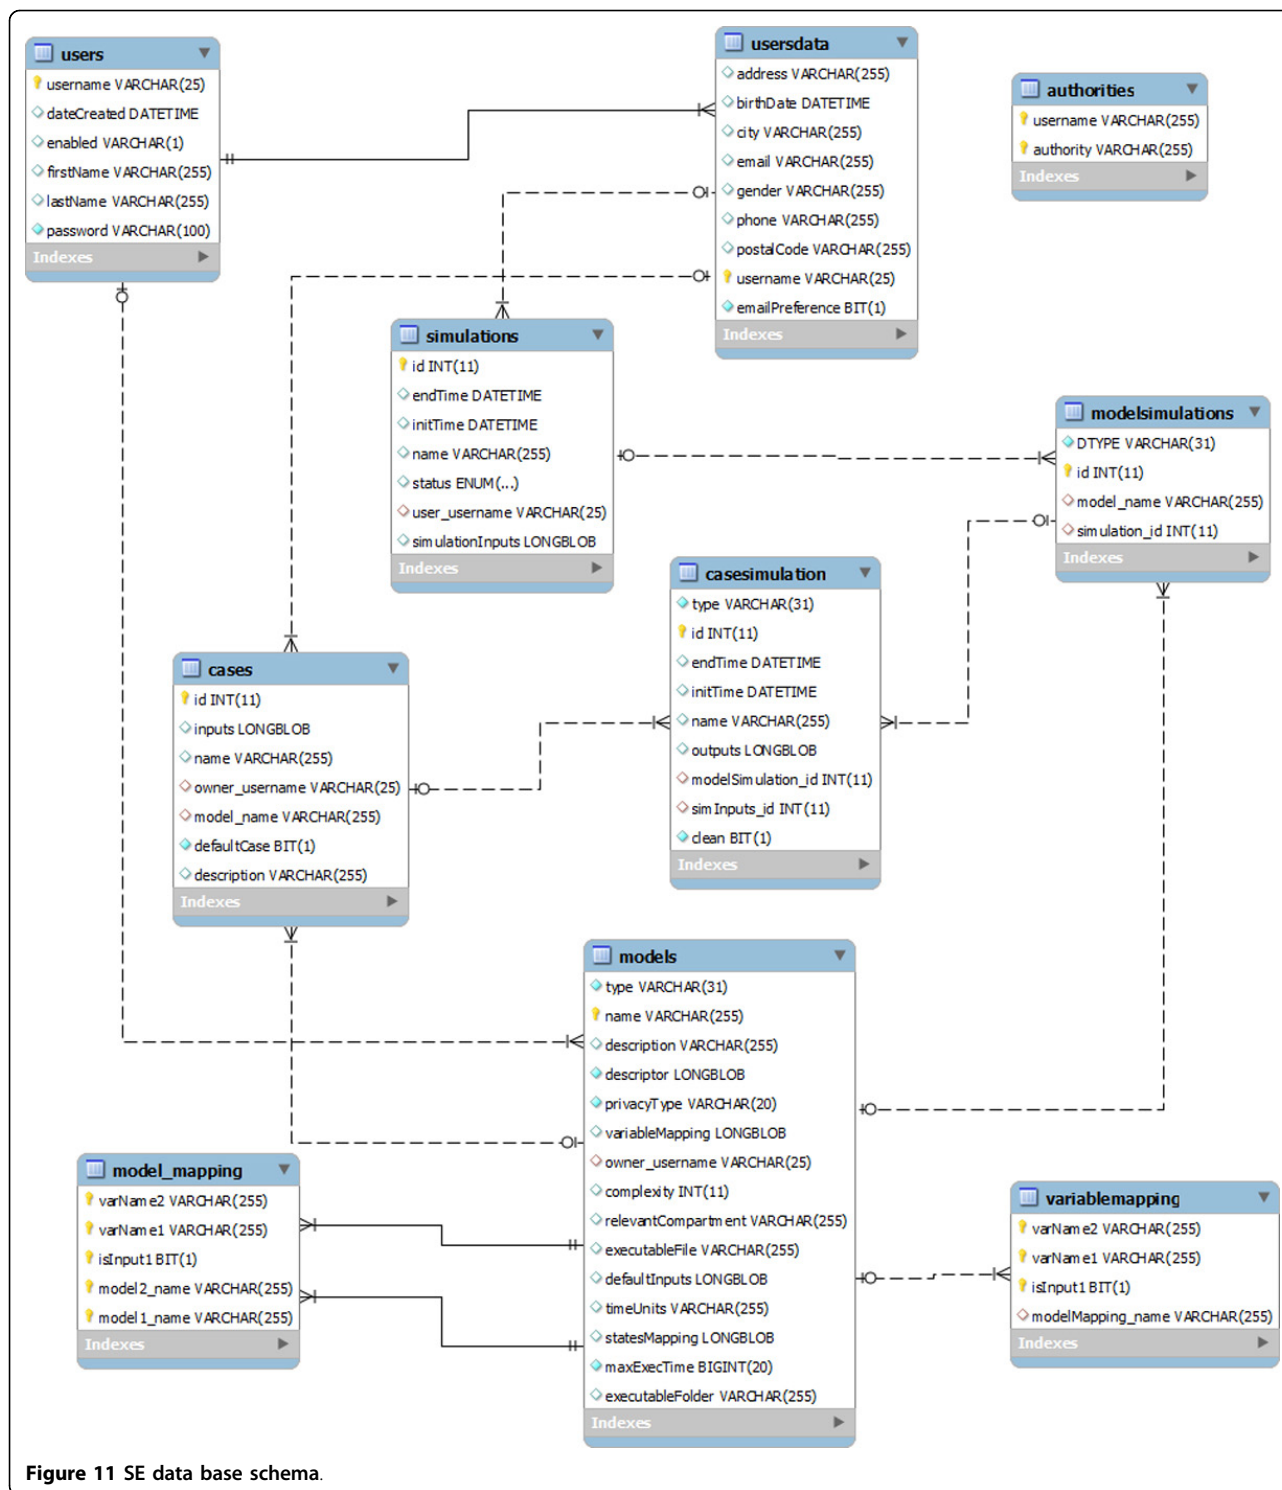 users
username VARCHAR(25)
dateCreated DATETIME
enabled VARCHAR(1)
firstName VARCHAR(255)
lastName VARCHAR(255)
password VARCHAR(100)
Indexes
usersdata
address VARCHAR(255)
birthDate DATETIME
city VARCHAR(255)
email VARCHAR(255)
gender VARCHAR(255)
phone VARCHAR(255)
postalCode VARCHAR(255)
username VARCHAR(25)
emailPreference BIT(1)
Indexes
authorities
username VARCHAR(255)
authority VARCHAR(255)
Indexes
simulations
id INT(11)
endTime DATETIME
initTime DATETIME
name VARCHAR(255)
status ENUM(...)
user_username VARCHAR(25)
simulationInputs LONGBLOB
Indexes
modelsimulations
DTYPE VARCHAR(31)
id INT(11)
model_name VARCHAR(255)
simulation_id INT(11)
Indexes
casesimulation
type VARCHAR(31)
id INT(11)
endTime DATETIME
initTime DATETIME
name VARCHAR(255)
outputs LONGBLOB
modelSimulation_id INT(11)
simInputs_id INT(11)
clean BIT(1)
Indexes
cases
id INT(11)
inputs LONGBLOB
name VARCHAR(255)
owner_username VARCHAR(25)
model_name VARCHAR(255)
defaultCase BIT(1)
description VARCHAR(255)
Indexes
models
type VARCHAR(31)
name VARCHAR(255)
description VARCHAR(255)
descriptor LONGBLOB
privacyType VARCHAR(20)
variableMapping LONGBLOB
owner_username VARCHAR(25)
complexity INT(11)
relevantCompartment VARCHAR(255)
executableFile VARCHAR(255)
defaultInputs LONGBLOB
timeUnits VARCHAR(255)
statesMapping LONGBLOB
maxExecTime BIGINT(20)
executableFolder VARCHAR(255)
Indexes
model_mapping
varName2 VARCHAR(255)
varName1 VARCHAR(255)
isInput1 BIT(1)
model2_name VARCHAR(255)
model1_name VARCHAR(255)
Indexes
variablemapping
varName2 VARCHAR(255)
varName1 VARCHAR(255)
isInput1 BIT(1)
modelMapping_name VARCHAR(255)
Indexes
Figure 11 SE data base schema.